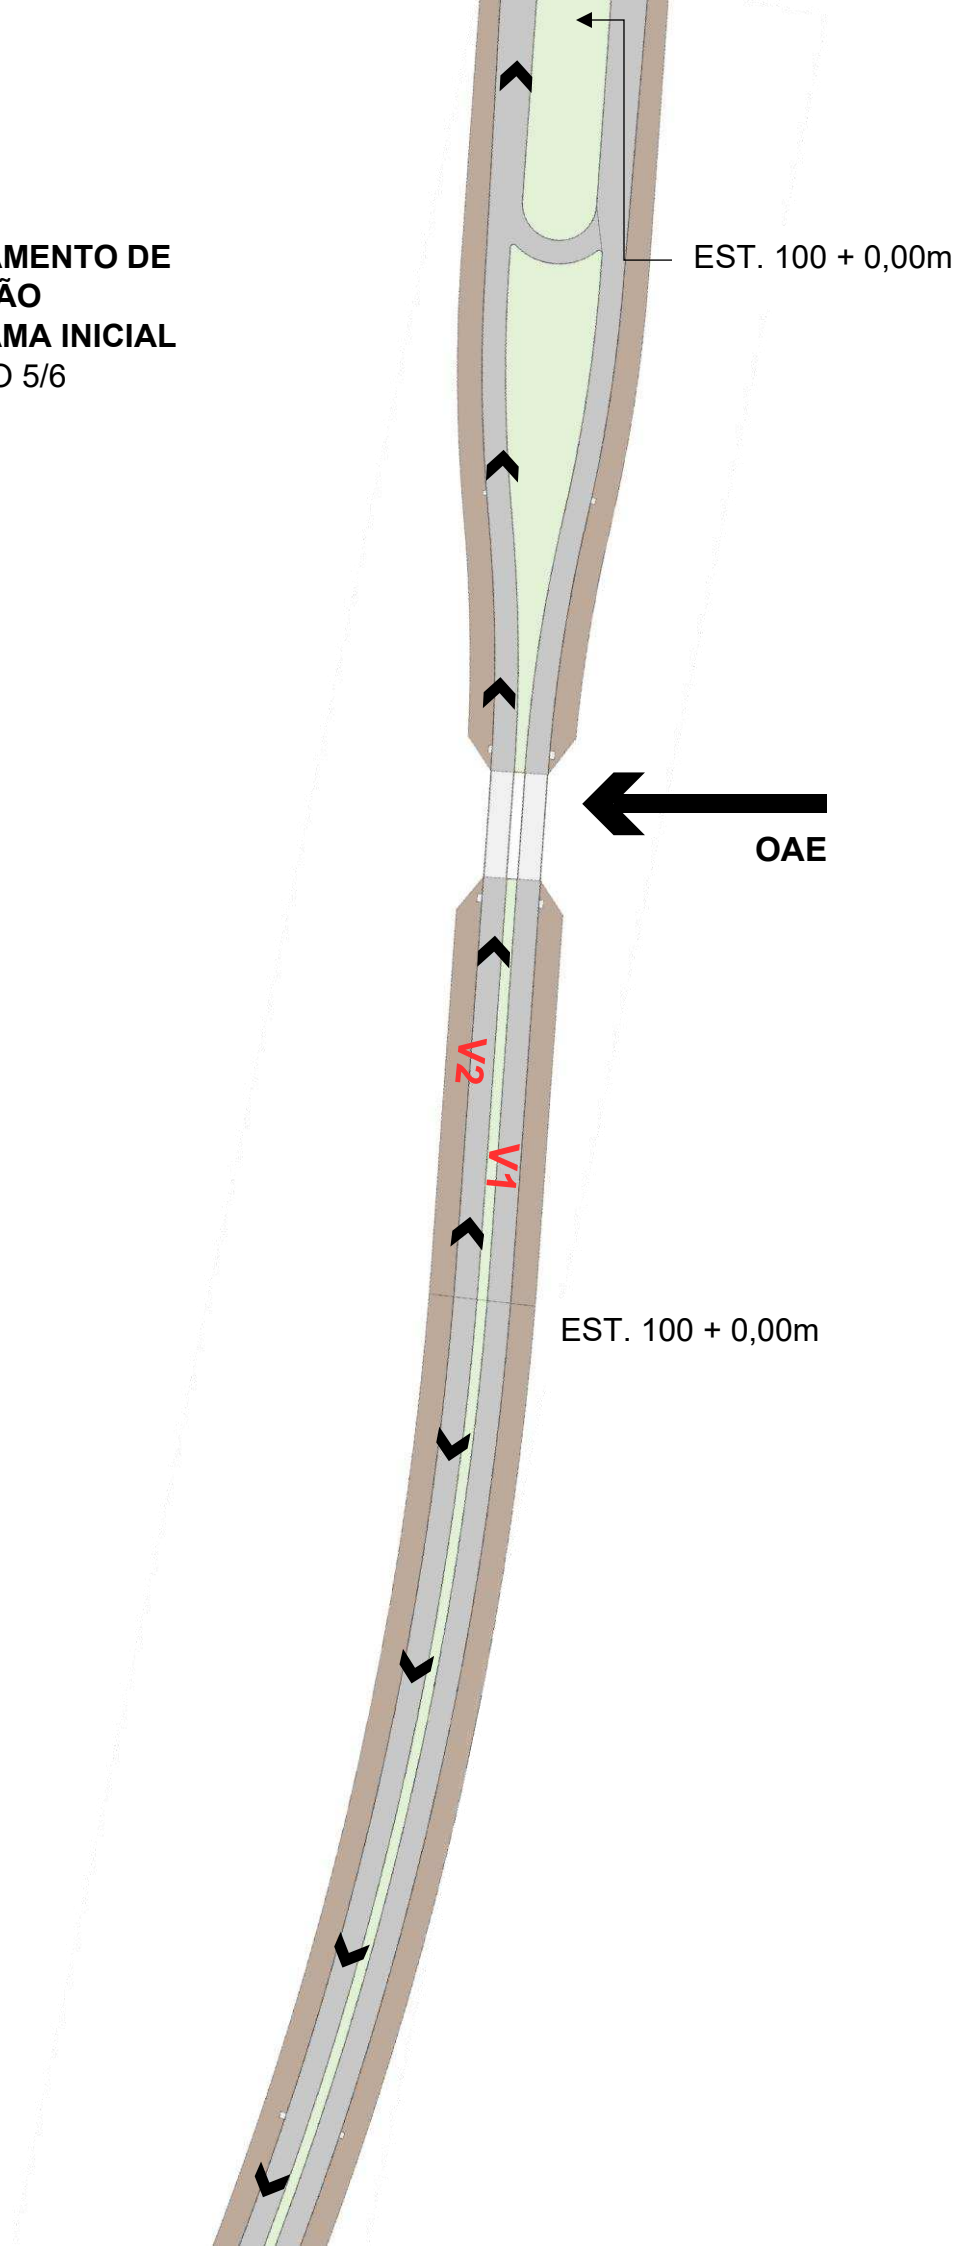 AMENTO DE
ÃO
AMA INICIAL
O 5/6
EST. 100 + 0,00m
OAE
V2
V1
EST. 100 + 0,00m